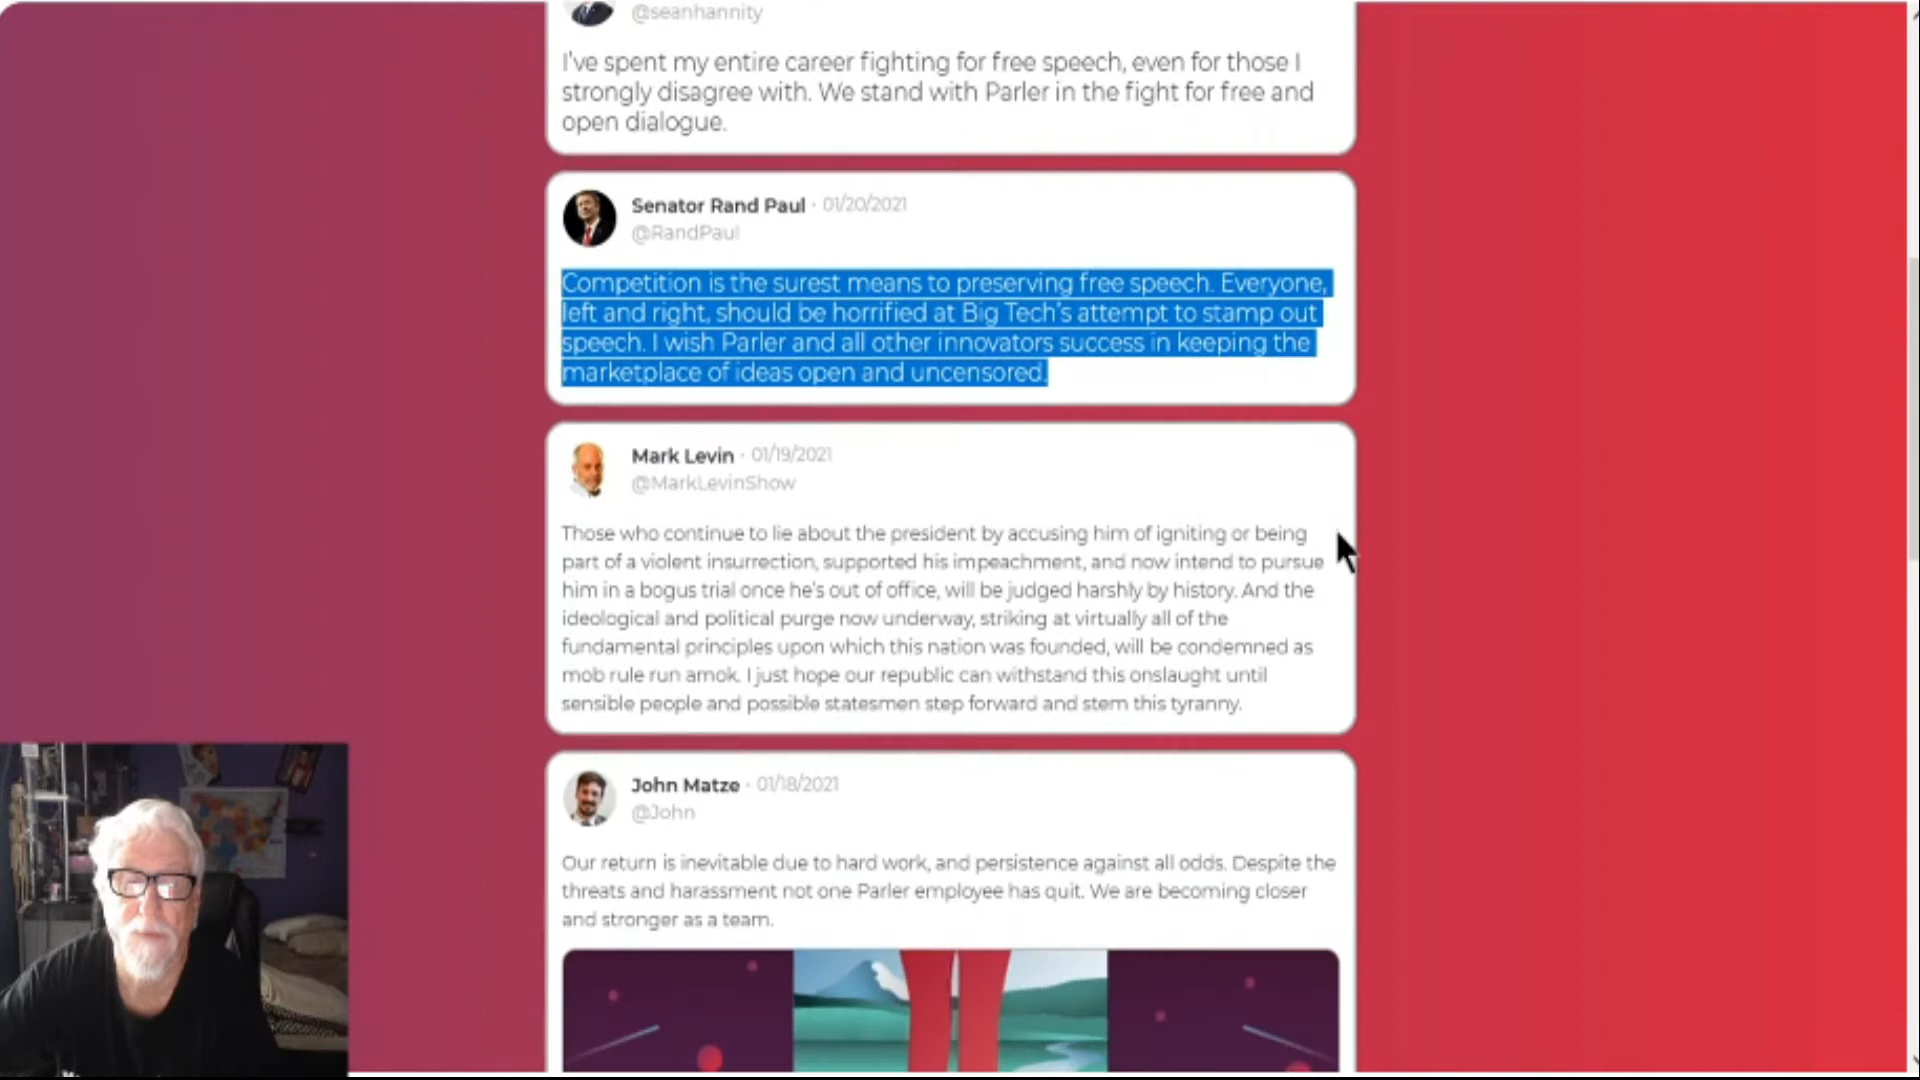 @seanhannity
I've spent my entire career fighting for free speech, even for those I
strongly disagree with. We stand with Parler in the fight for free and
open dialogue.
Senator Rand Paul · 01/20/2021
@RandPaul
Competition is the surest means to preserving free speech. Everyone,
left and right, should be horrified at Big Tech's attempt to stamp out
speech. I wish Parler and all other innovators success in keeping the
marketplace of ideas open and uncensored.
Mark Levin · 01/19/2021
@MarkLevinShow
Those who continue to lie about the president by accusing him of igniting or being
part of a violent insurrection, supported his impeachment, and now intend to pursue
him in a bogus trial once he's out of office, will be judged harshly by history. And the
ideological and political purge now underway, striking at virtually all of the
fundamental principles upon which this nation was founded, will be condemned as
mob rule run amok. I just hope our republic can withstand this onslaught until
sensible people and possible statesmen step forward and stem this tyranny.
John Matze · 01/18/2021
@John
Our return is inevitable due to hard work, and persistence against all odds. Despite the
threats and harassment not one Parler employee has quit. We are becoming closer
and stronger as a team.